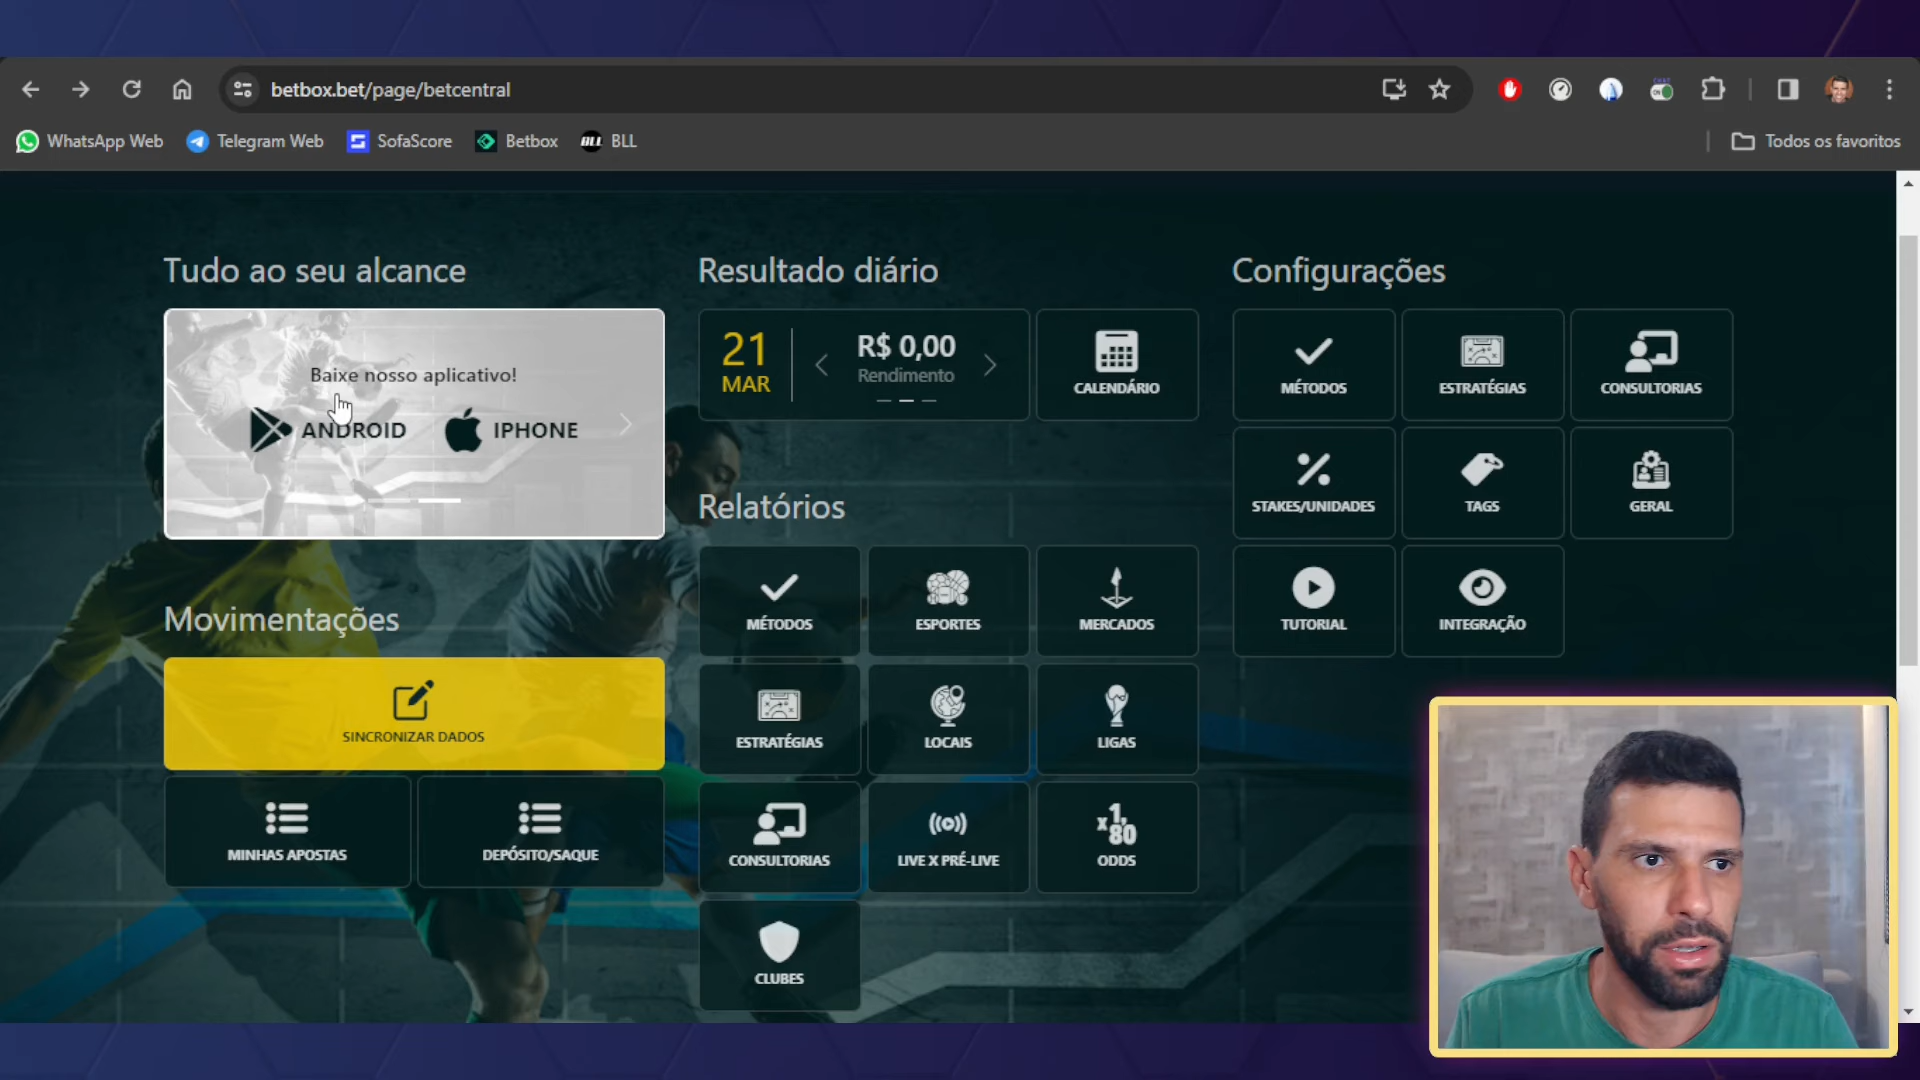 betbox.bet/page/betcentral
WhatsApp Web
Telegram Web
SofaScore
Betbox
BLL
BLL
Todos os favoritos
Tudo ao seu alcance
Baixe nosso aplicativo!
ANDROID
IPHONE
Movimentações
SINCRONIZAR DADOS
MINHAS APOSTAS
DEPÓSITO/SAQUE
Resultado diário
21
MAR
R$ 0,00
Rendimento
CALENDÁRIO
Relatórios
MÉTODOS
ESPORTES
MERCADOS
ESTRATÉGIAS
LOCAIS
LIGAS
CONSULTORIAS
LIVE X PRÉ-LIVE
x1,
80
ODDS
CLUBES
Configurações
MÉTODOS
ESTRATÉGIAS
CONSULTORIAS
STAKES/UNIDADES
TAGS
GERAL
TUTORIAL
INTEGRAÇÃO